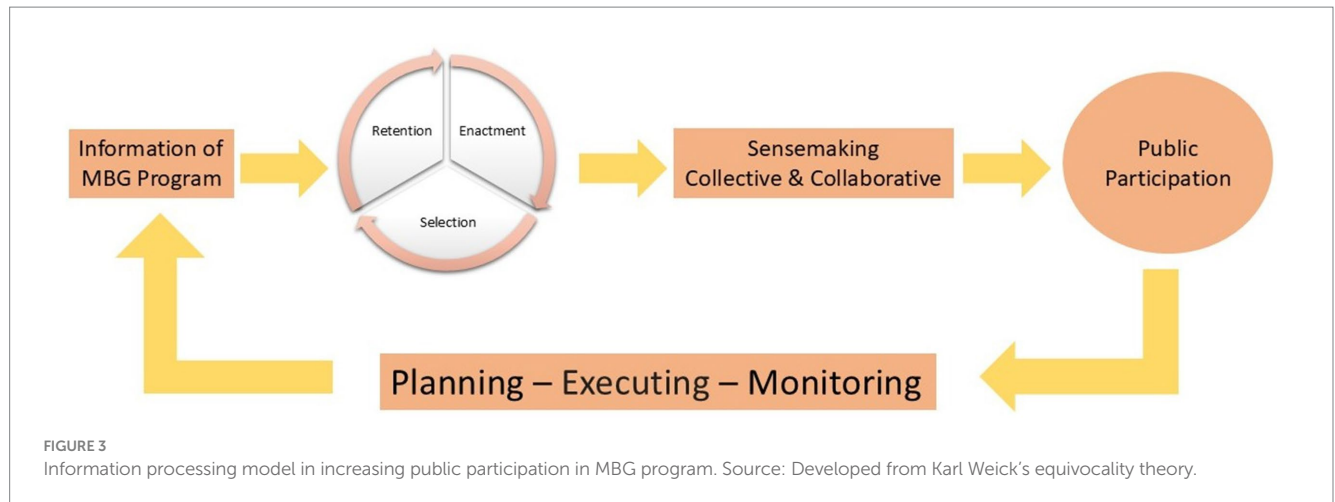 Information of
MBG Program
Retention
Enactment
Selection
Sensemaking
Collective & Collaborative
Public
Participation
Planning – Executing – Monitoring
FIGURE 3
Information processing model in increasing public participation in MBG program. Source: Developed from Karl Weick's equivocality theory.